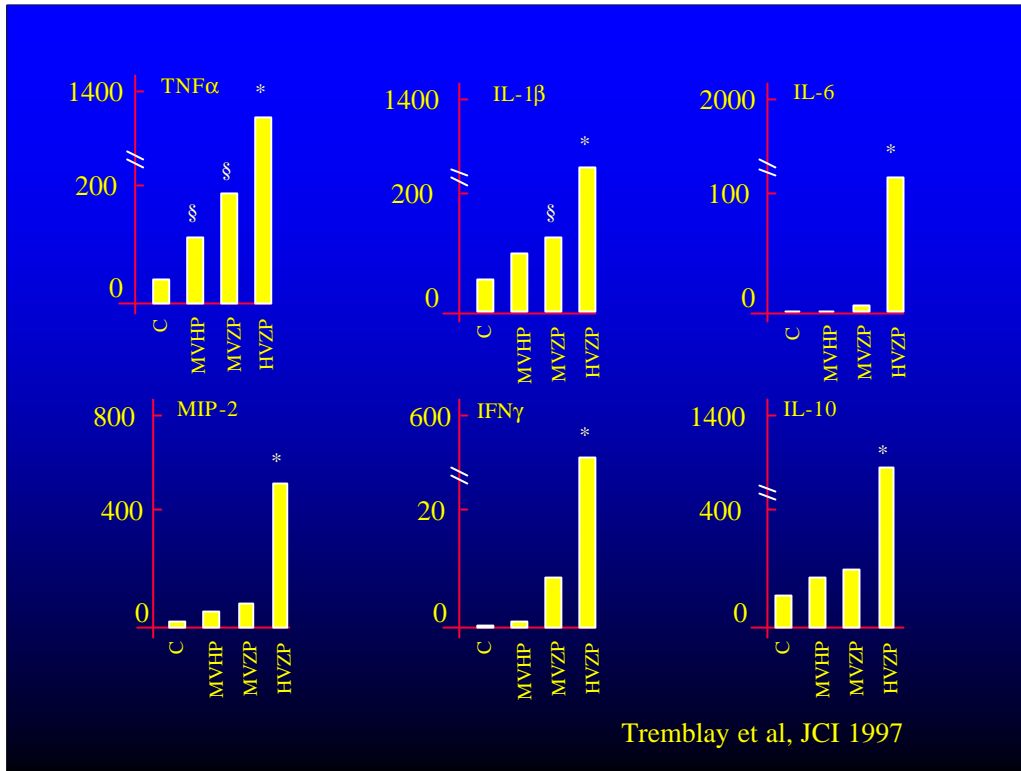 TNFα
1400
*
§
§
200
0
C
MVHP
MVZP
HVZP
IL-1β
1400
*
§
200
0
C
MVHP
MVZP
HVZP
IL-6
2000
*
100
0
C
MVHP
MVZP
HVZP
MIP-2
800
*
400
0
C
MVHP
MVZP
HVZP
IFNγ
600
*
20
0
C
MVHP
MVZP
HVZP
IL-10
1400
*
400
0
C
MVHP
MVZP
HVZP
Tremblay et al, JCI 1997